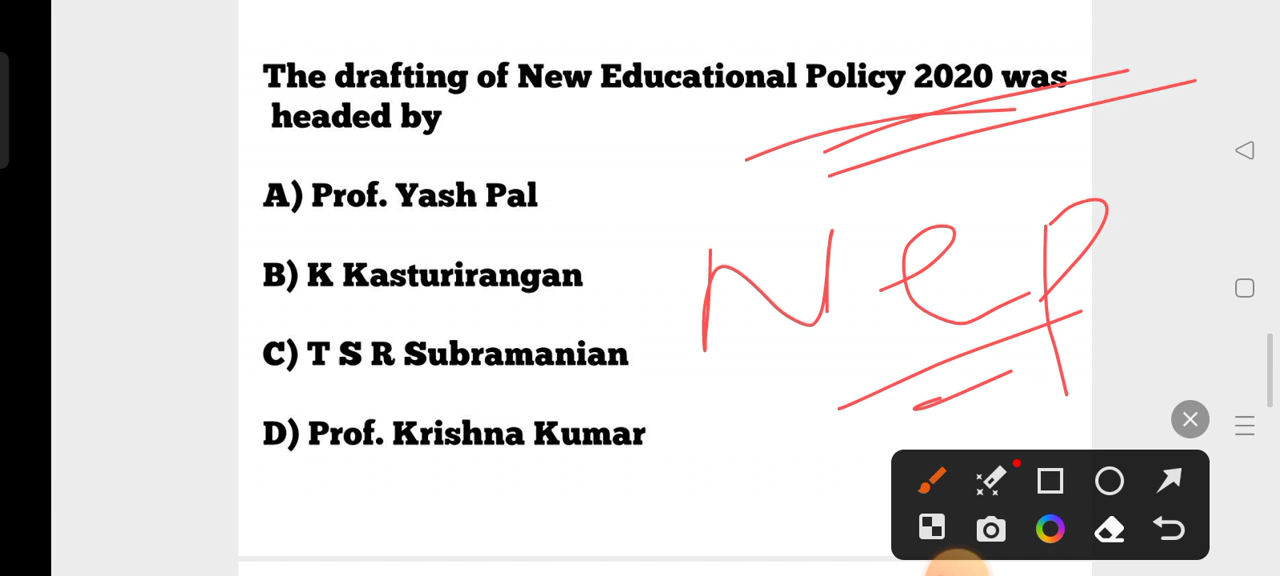 The drafting of New Educational Policy 2020 was
headed by
A) Prof. Yash Pal
B) K Kasturirangan
C) T S R Subramanian
D) Prof. Krishna Kumar
Nep